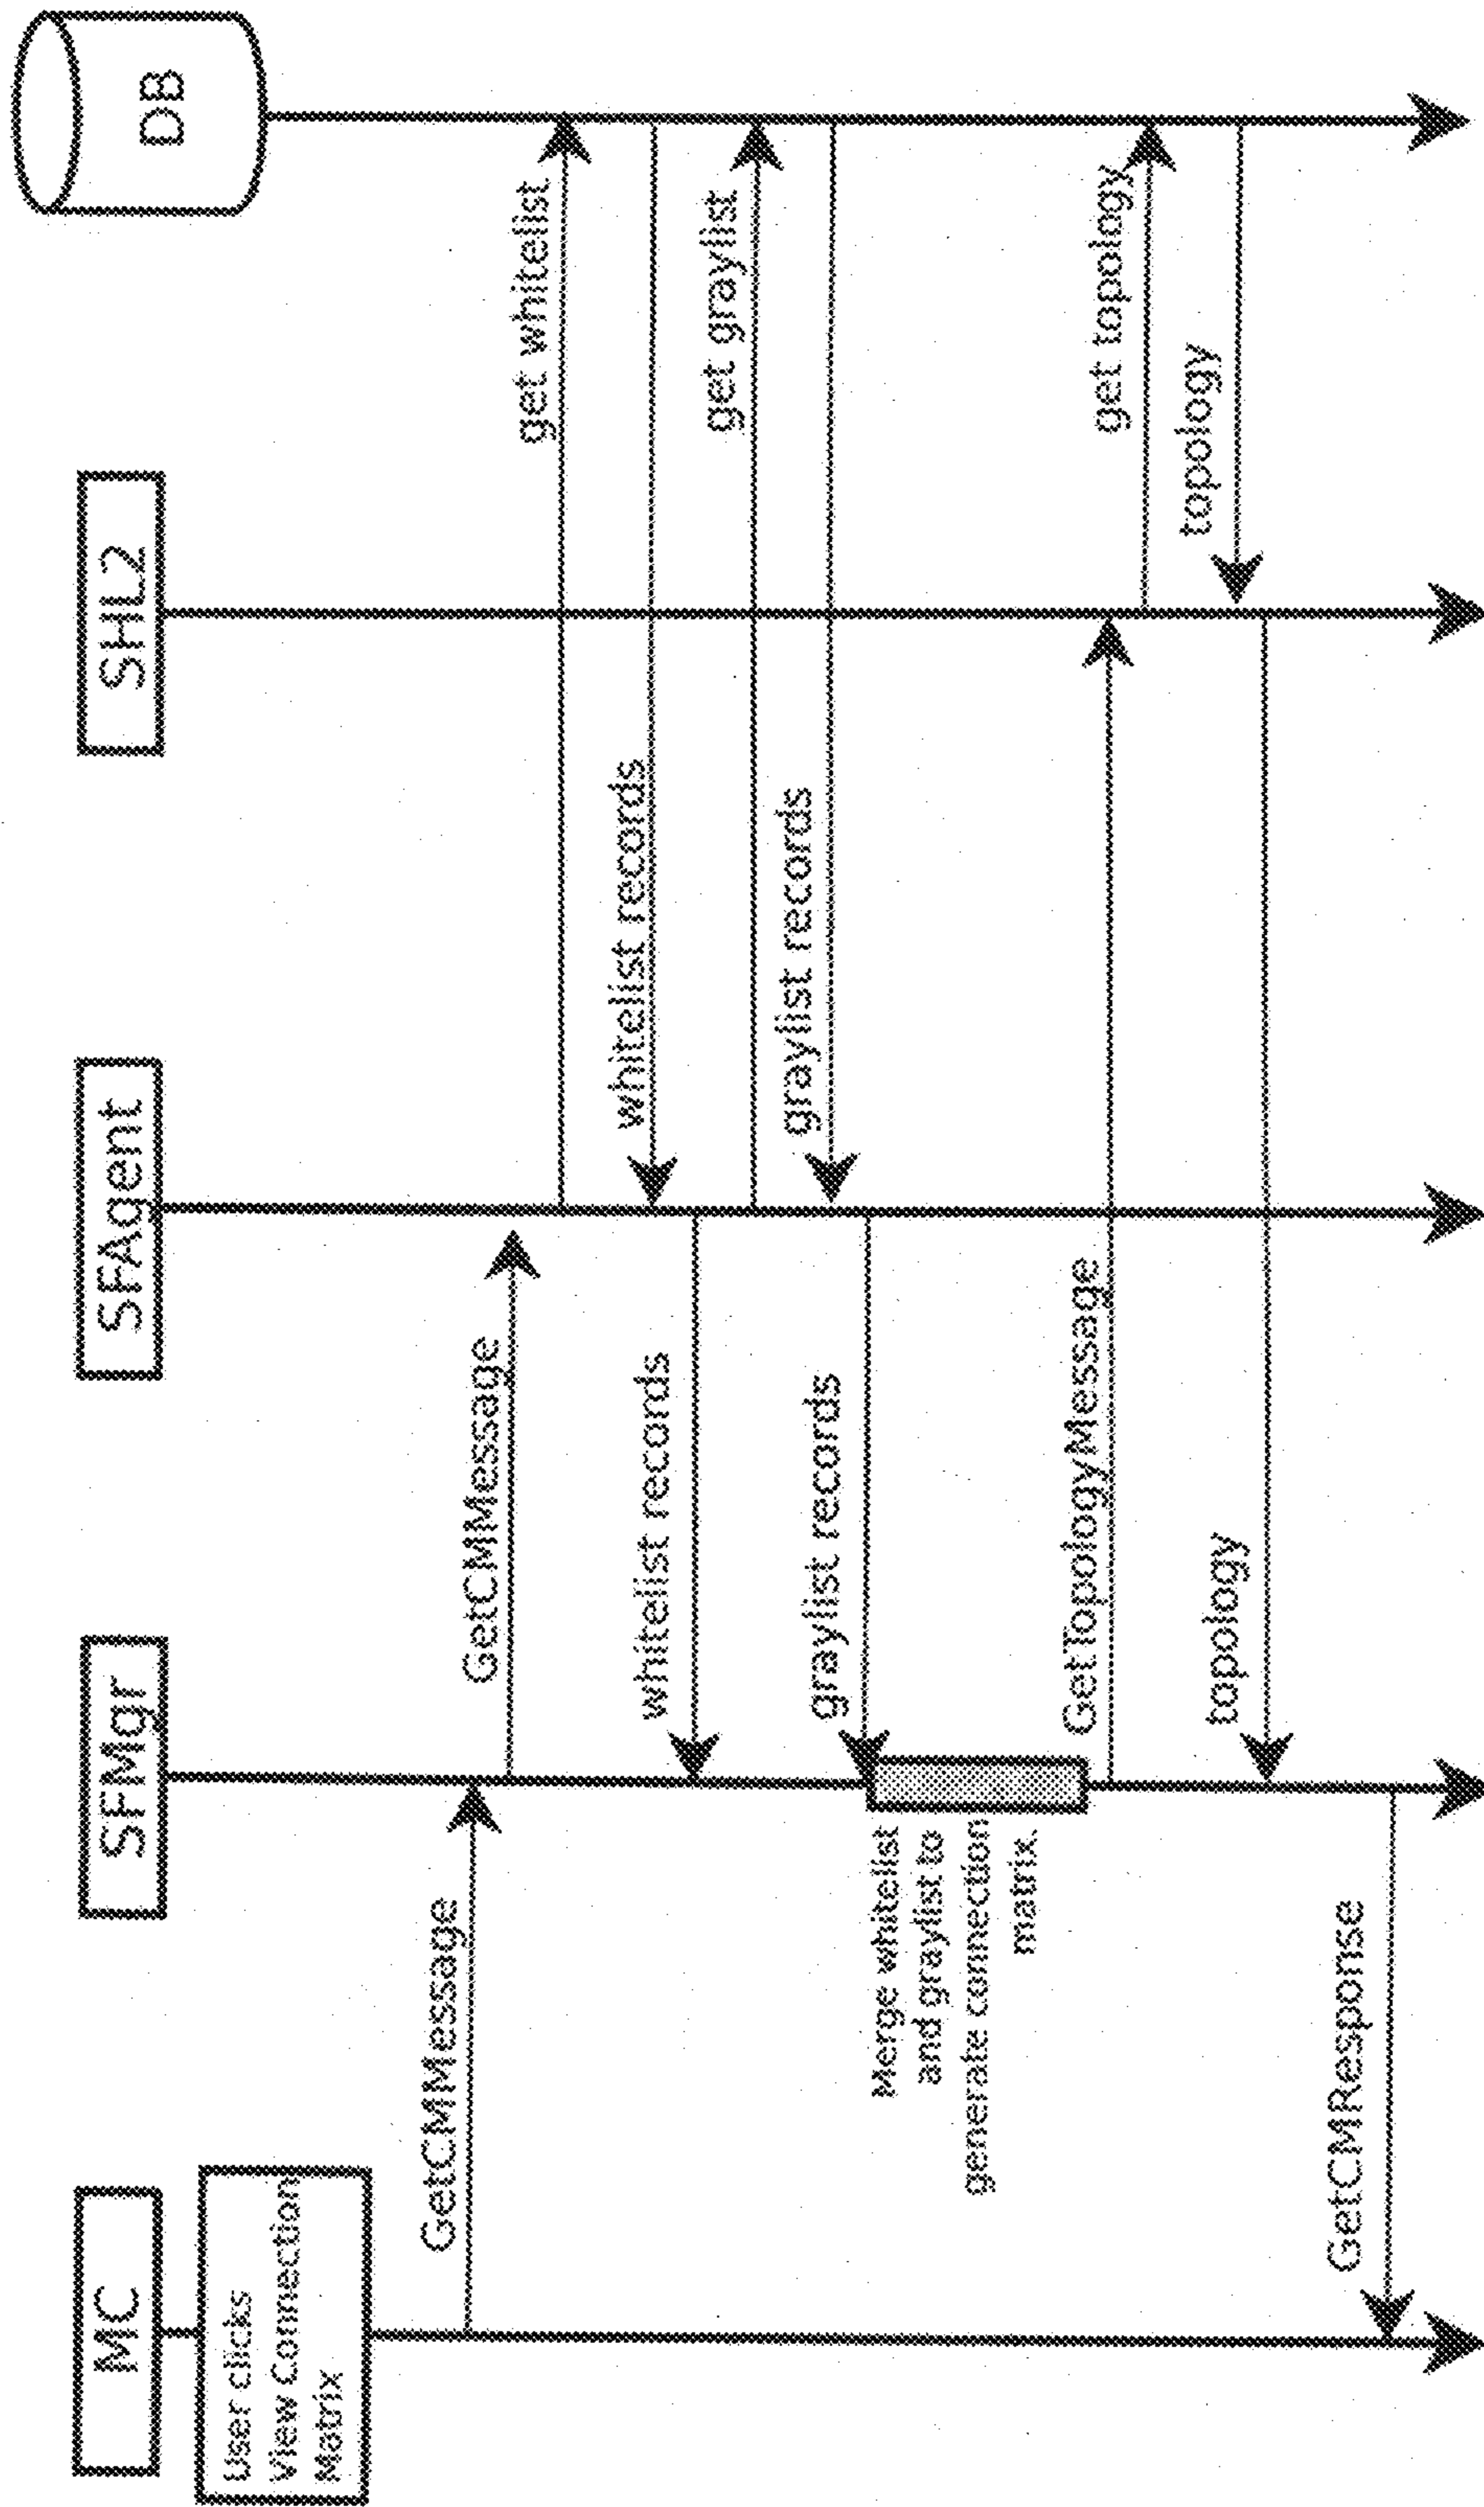 MC
SFMgr
SFAgent
SHL2
DB
User clicks
View Connection
Matrix
GetCMMessage
GetCMMessage
get whitelist
whitelist records
whitelist records
get graylist
graylist records
graylist records
Merge whitelist
and graylist to
generate connection
matrix.
GetTopologyMessage
get topology
topology
topology
GetCMResponse